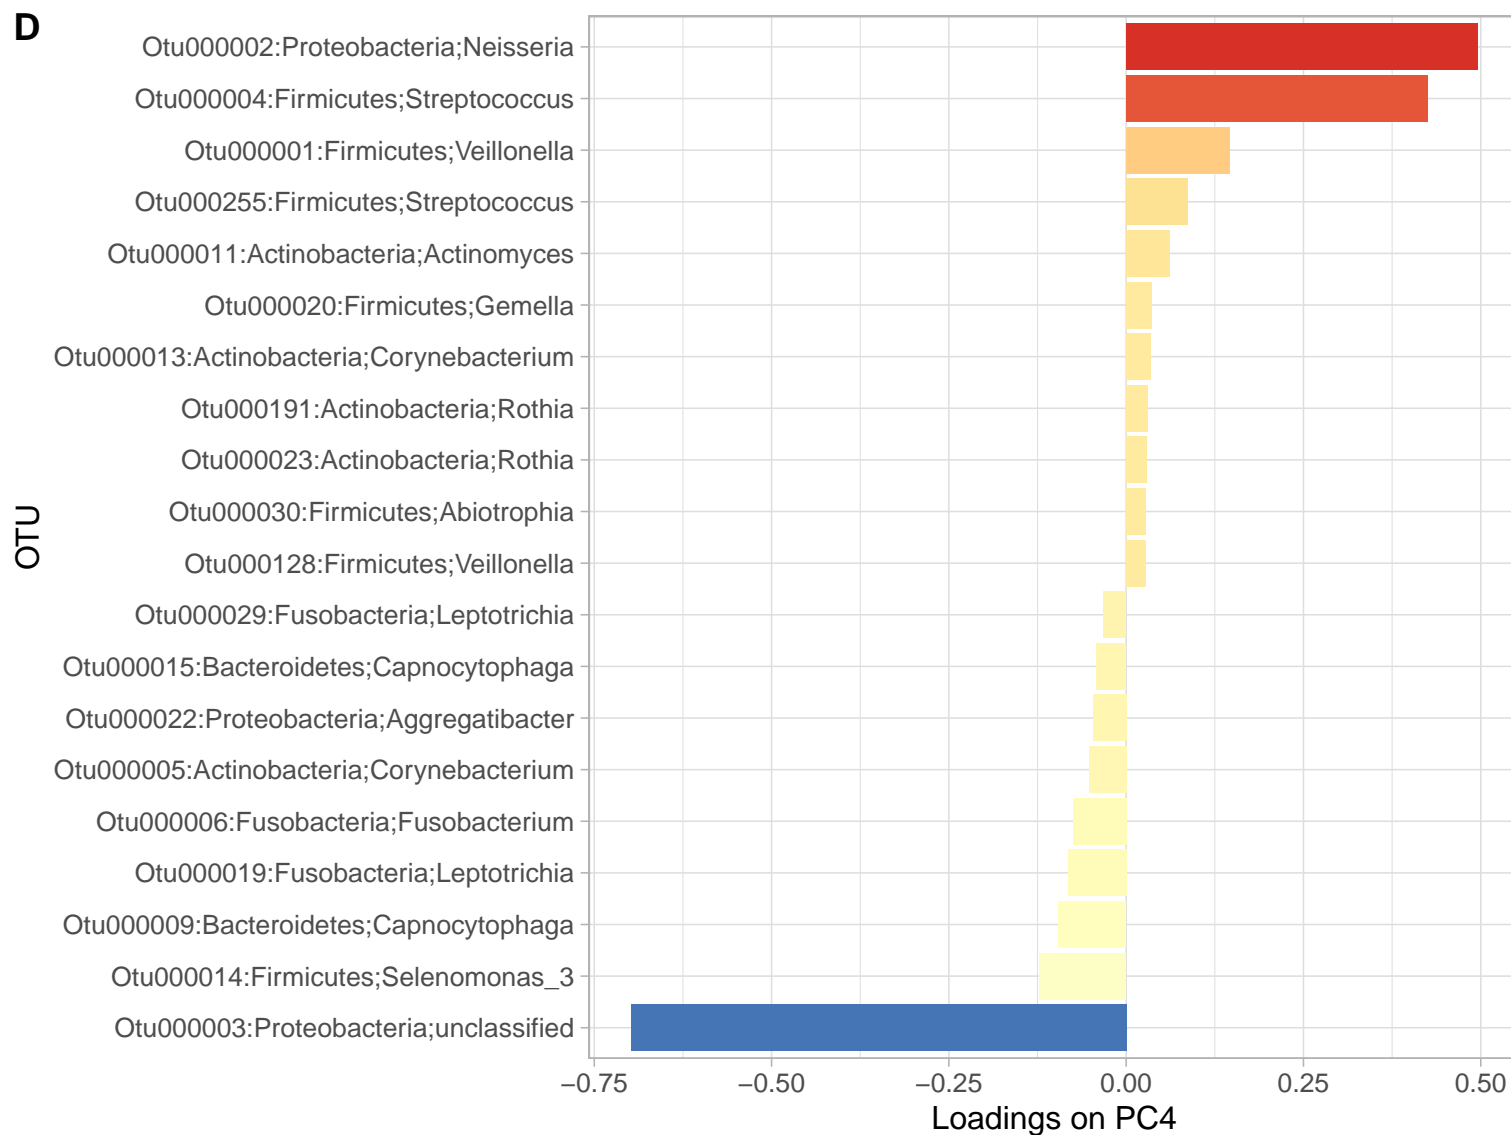 D
Otu000002:Proteobacteria;Neisseria
Otu000004:Firmicutes;Streptococcus
Otu000001:Firmicutes;Veillonella
Otu000255:Firmicutes;Streptococcus
Otu000011:Actinobacteria;Actinomyces
Otu000020:Firmicutes;Gemella
Otu000013:Actinobacteria;Corynebacterium
Otu000191:Actinobacteria;Rothia
Otu000023:Actinobacteria;Rothia
Otu000030:Firmicutes;Abiotrophia
Otu000128:Firmicutes;Veillonella
Otu000029:Fusobacteria;Leptotrichia
Otu000015:Bacteroidetes;Capnocytophaga
Otu000022:Proteobacteria;Aggregatibacter
Otu000005:Actinobacteria;Corynebacterium
Otu000006:Fusobacteria;Fusobacterium
Otu000019:Fusobacteria;Leptotrichia
Otu000009:Bacteroidetes;Capnocytophaga
Otu000014:Firmicutes;Selenomonas_3
Otu000003:Proteobacteria;unclassified
OTU
−0.75 −0.50 −0.25 0.00 0.25 0.50
Loadings on PC4